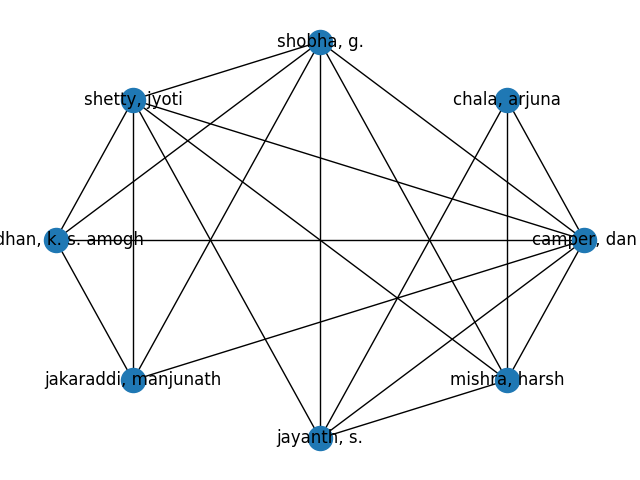 shobha, g.
shetty, jyoti
chala, arjuna
dhan, k. s. amogh
camper, dan
jakaraddi, manjunath
mishra, harsh
jayanth, s.